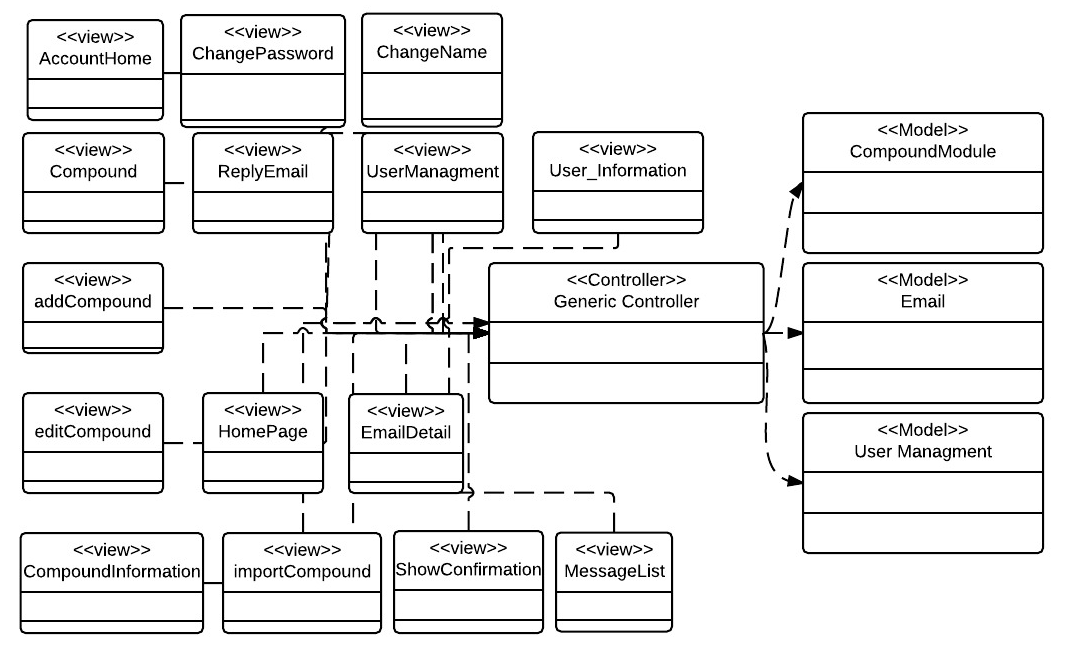 <<view>>
AccountHome
<<view>>
ChangePassword
<<view>>
ChangeName
<<view>>
Compound
<<view>>
ReplyEmail
<<view>>
UserManagment
<<view>>
User_Information
<<Model>>
CompoundModule
<<view>>
addCompound
<<Controller>>
Generic Controller
<<Model>>
Email
<<view>>
editCompound
<<view>>
HomePage
<<view>>
EmailDetail
<<Model>>
User Managment
<<view>>
CompoundInformation
<<view>>
importCompound
<<view>>
ShowConfirmation
<<view>>
MessageList